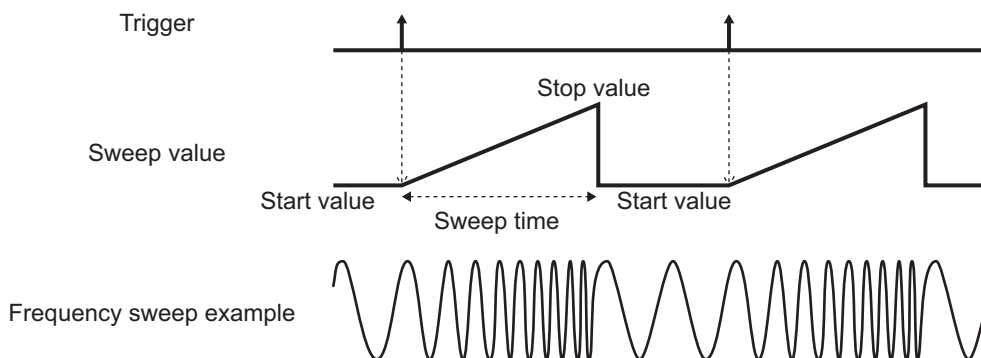 Trigger
Stop value
Sweep value
Start value
Start value
Sweep time
Frequency sweep example